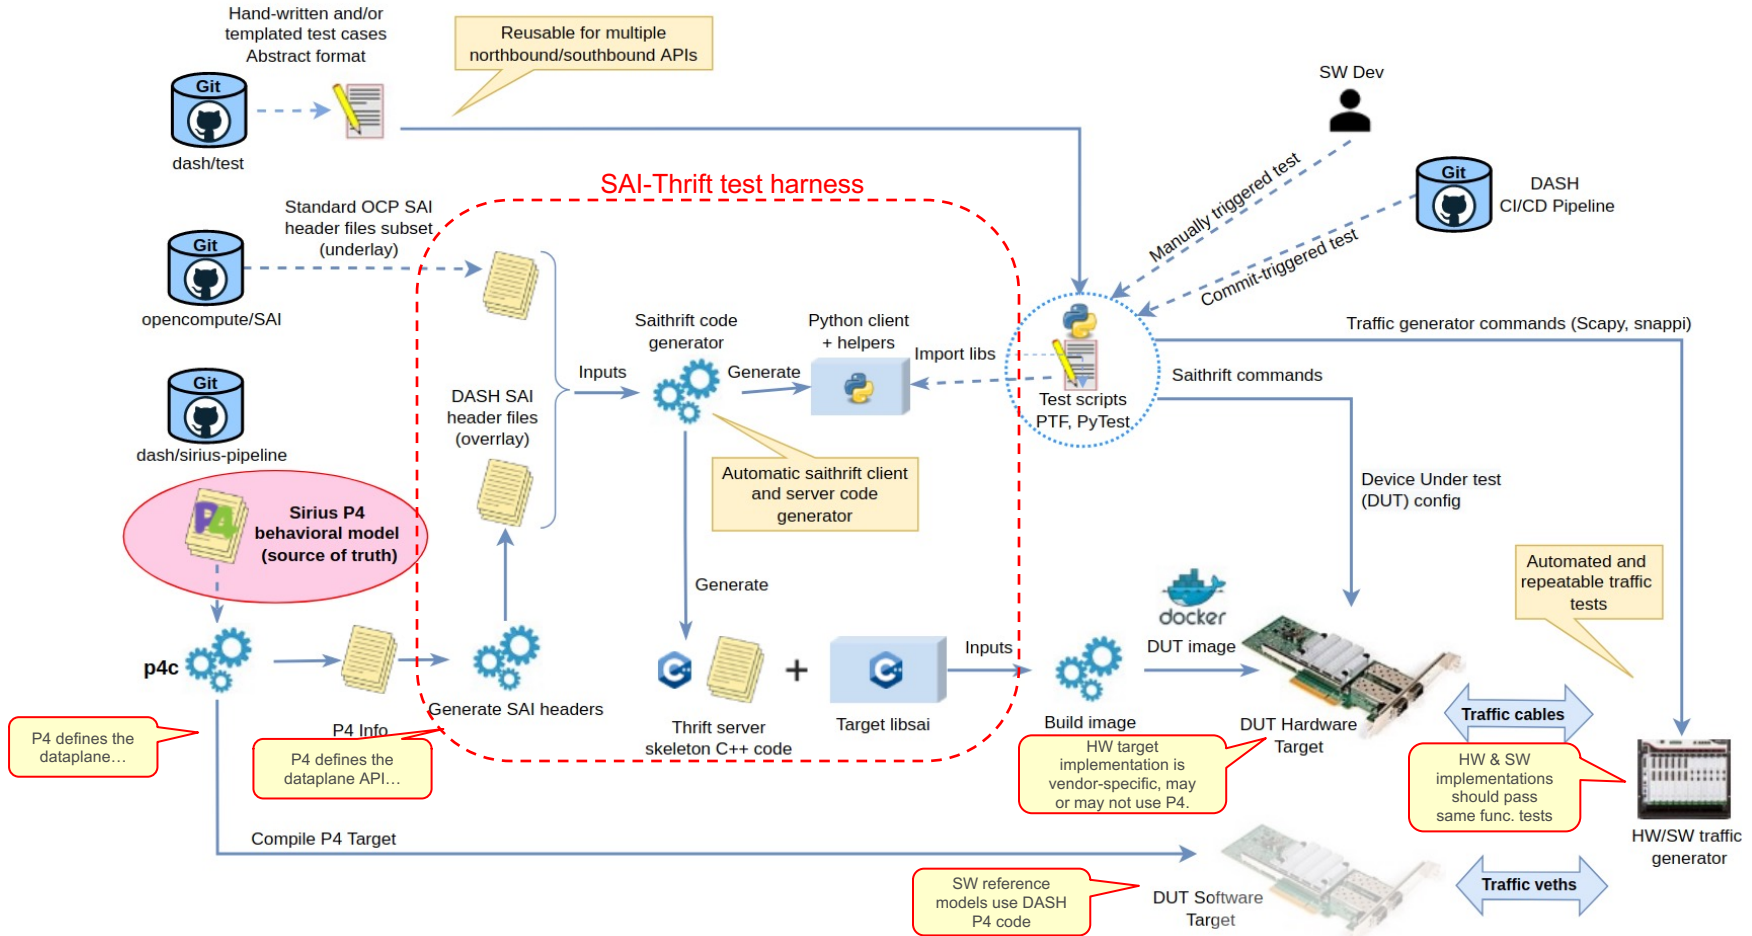 Hand-written and/or
templated test cases
Abstract format
Reusable for multiple
northbound/southbound APIs
Git
dash/test
SW Dev
Git
DASH
CI/CD Pipeline
Manually triggered test
Commit-triggered test
SAI-Thrift test harness
Standard OCP SAI
header files subset
(underlay)
Git
opencompute/SAI
Saithrift code
generator
Python client
+ helpers
Import libs
Inputs
Generate
Traffic generator commands (Scapy, snappi)
Saithrift commands
Test scripts
PTF, PyTest
Git
dash/sirius-pipeline
DASH SAI
header files
(overrlay)
Automatic saithrift client
and server code
generator
Device Under test
(DUT) config
P4
Sirius P4
behavioral model
(source of truth)
Generate
Automated and
repeatable traffic
tests
docker
p4c
P4 Info
Generate SAI headers
C++
Thrift server
skeleton C++ code
+
C++
Target libsai
Inputs
Build image
DUT image
DUT Hardware
Target
Traffic cables
P4 defines the
dataplane…
P4 defines the
dataplane API…
HW target
implementation is
vendor-specific, may
or may not use P4.
HW & SW
implementations
should pass
same func. tests
HW/SW traffic
generator
Compile P4 Target
SW reference
models use DASH
P4 code
DUT Software
Target
Traffic veths